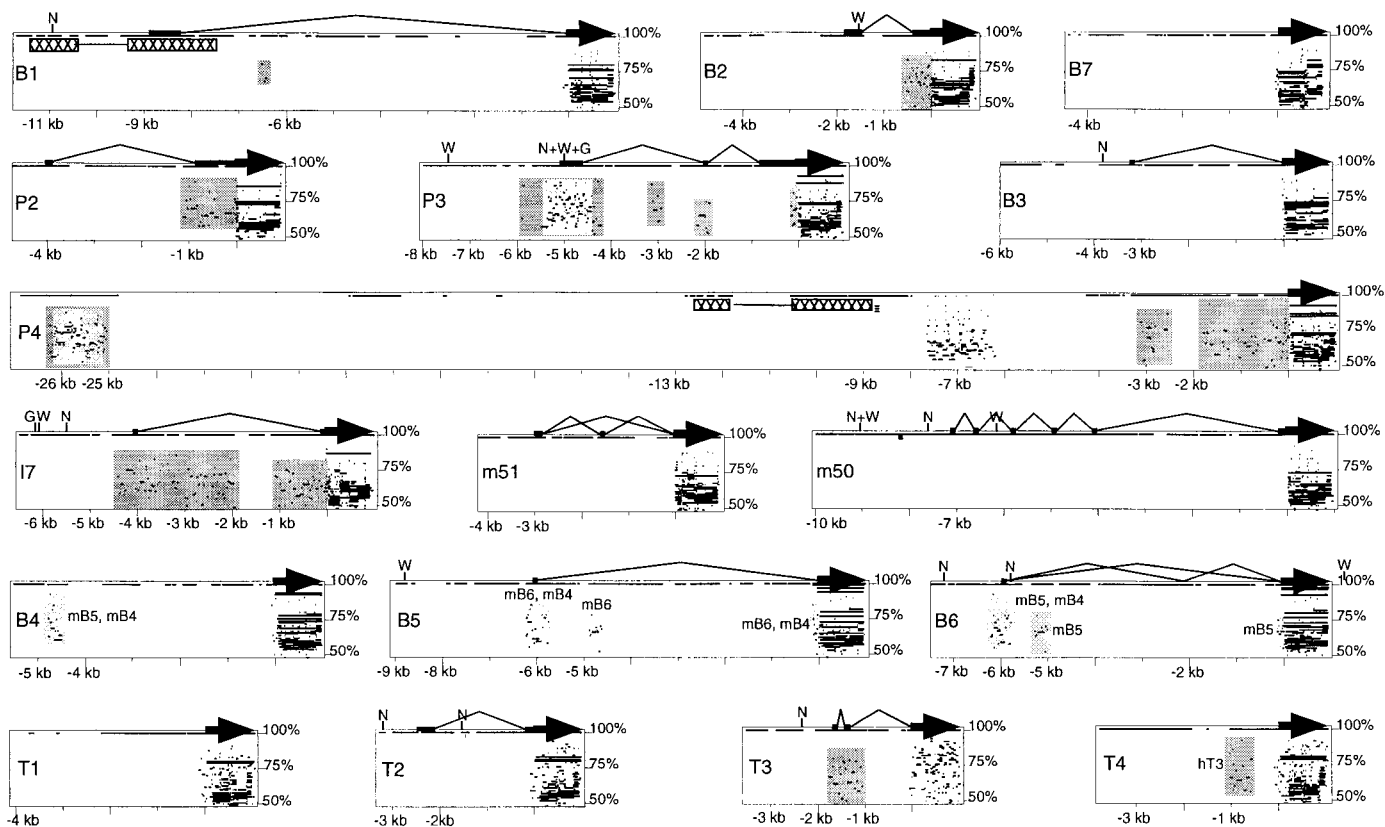 N
100%
75%
50%
B1
-11 kb -9 kb -6 kb
W
100%
75%
50%
B2
-4 kb -2 kb -1 kb
100%
75%
50%
B7
-4 kb
100%
75%
50%
P2
-4 kb -1 kb
W N+W+G
100%
75%
50%
P3
-8 kb -7 kb -6 kb -5 kb -4 kb -3 kb -2 kb
N
100%
75%
50%
B3
-6 kb -4 kb -3 kb
100%
75%
50%
P4
-26 kb -25 kb -13 kb -9 kb -7 kb -3 kb -2 kb
GW N
100%
75%
50%
I7
-6 kb -5 kb -4 kb -3 kb -2 kb -1 kb
100%
75%
50%
m51
-4 kb -3 kb
N+W N W
100%
75%
50%
m50
-10 kb -7 kb
100%
75%
50%
B4 mB5, mB4
-5 kb -4 kb
W
100%
75%
50%
mB6, mB4
mB6
B5
mB6, mB4
-9 kb -8 kb -6 kb -5 kb
N N W
100%
75%
50%
mB5, mB4
B6 mB5 mB5
-7 kb -6 kb -5 kb -2 kb
100%
75%
50%
T1
-4 kb
N N
100%
75%
50%
T2
-3 kb -2 kb
N
100%
75%
50%
T3
-3 kb -2 kb -1 kb
100%
75%
50%
T4 hT3
-3 kb -1 kb